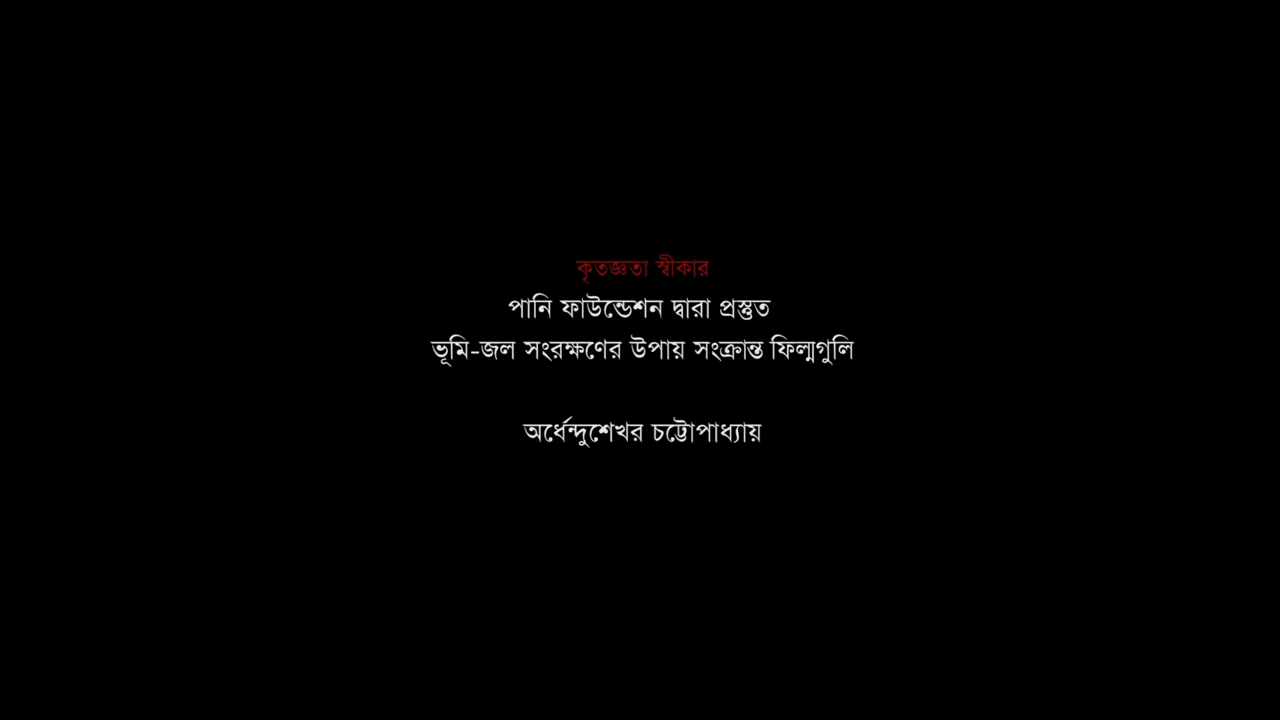 কৃতজ্ঞতা স্বীকার
পানি ফাউন্ডেশন দ্বারা প্রস্তুত
ভূমি-জল সংরক্ষণের উপায় সংক্রান্ত ফিল্মগুলি
অর্ধেন্দুশেখর চট্টোপাধ্যায়